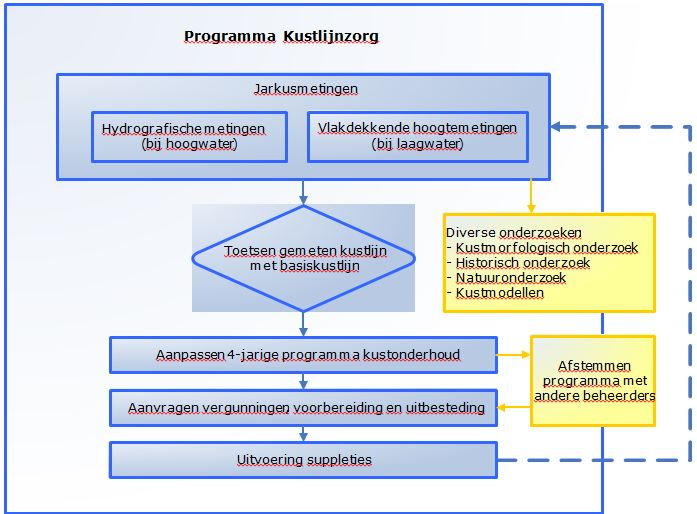 Programma Kustlijnzorg
Jarkusmetingen
Hydrografische metingen
(bij hoogwater)
Vlakdekkende hoogtemetingen
(bij laagwater)
Toetsen gemeten kustlijn
met basiskustlijn
Diverse onderzoeken
- Kustmorfologisch onderzoek
- Historisch onderzoek
- Natuuronderzoek
- Kustmodellen
Aanpassen 4-jarige programma kustonderhoud
Afstemmen
programma met
andere beheerders
Aanvragen vergunningen, voorbereiding en uitbesteding
Uitvoering suppleties